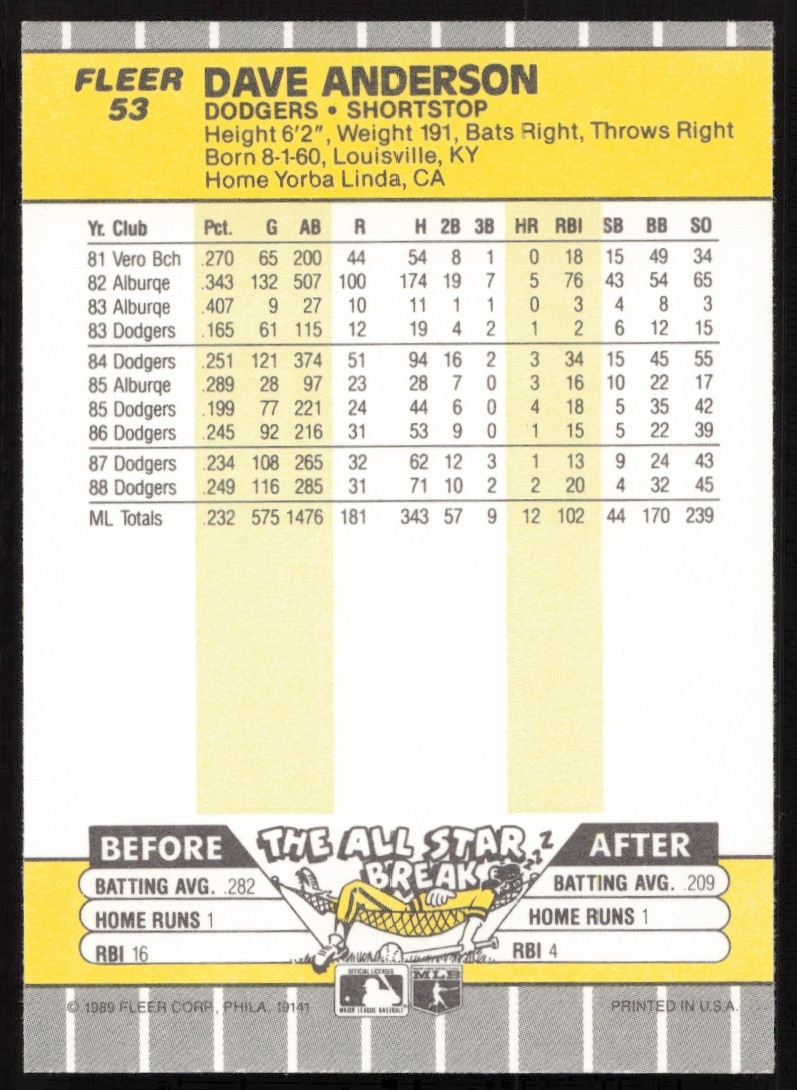 FLEER
53
DAVE ANDERSON
DODGERS • SHORTSTOP
Height 6'2", Weight 191, Bats Right, Throws Right
Born 8-1-60, Louisville, KY
Home Yorba Linda, CA
Yr. Club Pct. G AB R H 2B 3B HR RBI SB BB SO
81 Vero Bch .270 65 200 44 54 8 1 0 18 15 49 34
82 Alburqe .343 132 507 100 174 19 7 5 76 43 54 65
83 Alburqe .407 9 27 10 11 1 1 0 3 4 8 3
83 Dodgers .165 61 115 12 19 4 2 1 2 6 12 15
84 Dodgers .251 121 374 51 94 16 2 3 34 15 45 55
85 Alburqe .289 28 97 23 28 7 0 3 16 10 22 17
85 Dodgers .199 77 221 24 44 6 0 4 18 5 35 42
86 Dodgers .245 92 216 31 53 9 0 1 15 5 22 39
87 Dodgers .234 108 265 32 62 12 3 1 13 9 24 43
88 Dodgers .249 116 285 31 71 10 2 2 20 4 32 45
ML Totals .232 575 1476 181 343 57 9 12 102 44 170 239
THE ALL STAR
BREAK
ZZZZ
BEFORE
BATTING AVG. .282
HOME RUNS 1
RBI 16
AFTER
BATTING AVG. .209
HOME RUNS 1
RBI 4
OFFICIAL LICENSEE
MAJOR LEAGUE BASEBALL
MLB
© 1989 FLEER CORP., PHILA. 19141
PRINTED IN U.S.A.